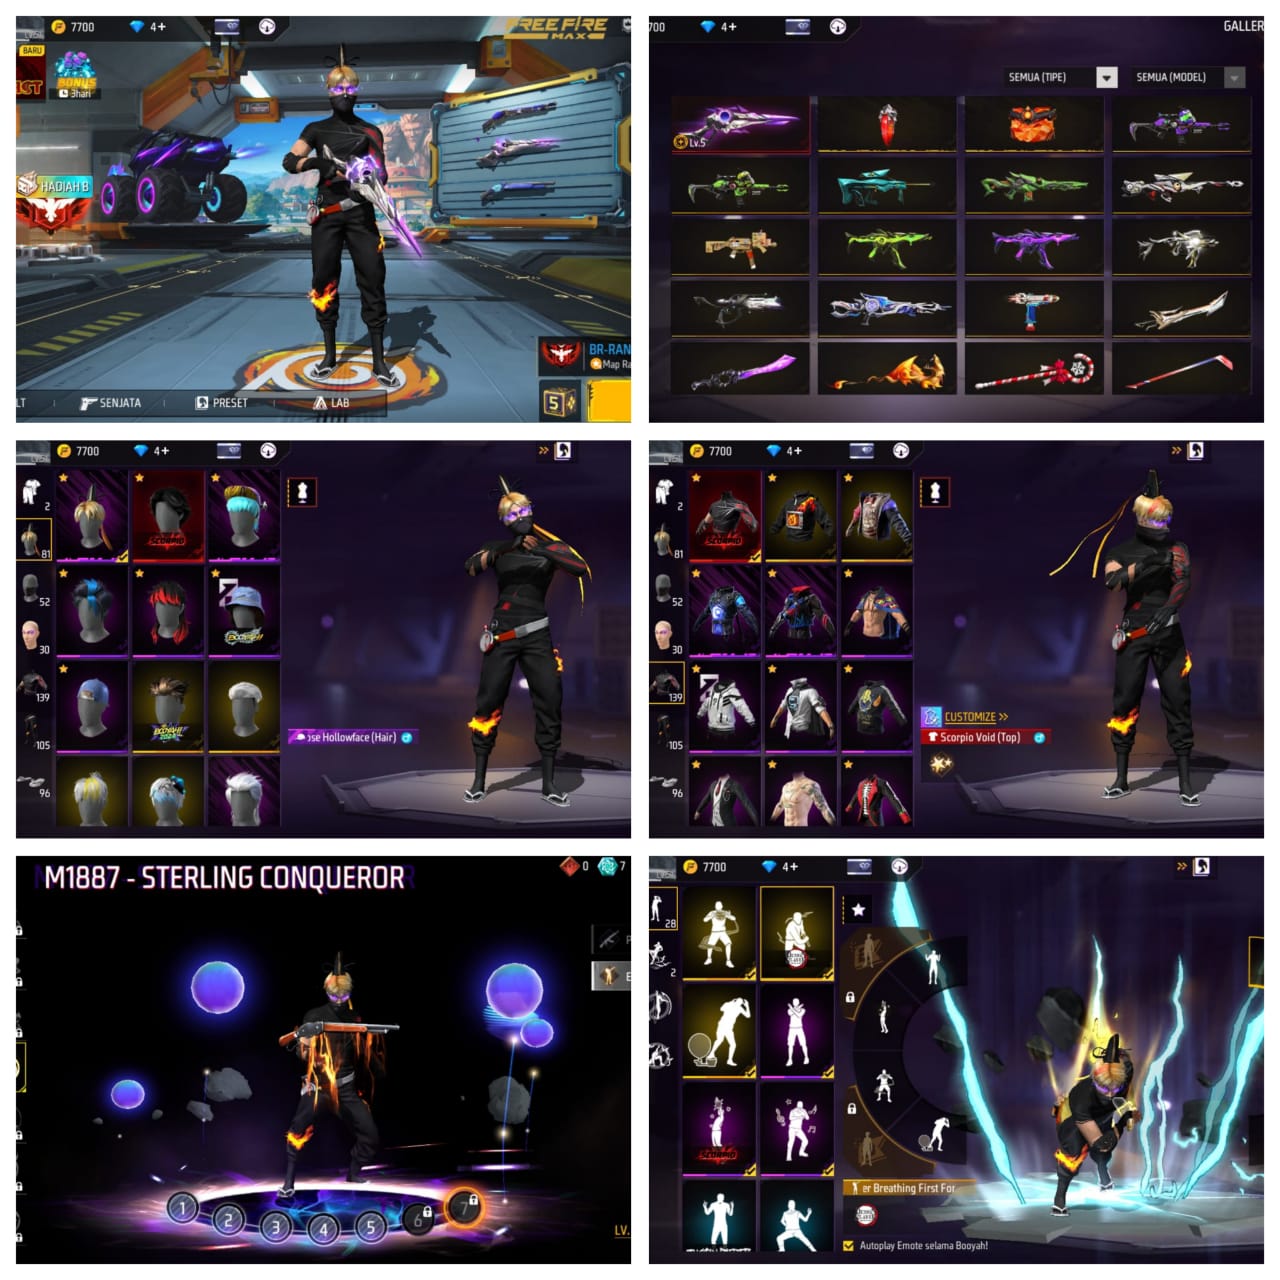 7700
4+
FREE FIRE
MAX
BARU
BONUS
3hari
HADIAH B
BR-RAN
Map Ra
5
LT
SENJATA
PRESET
LAB
700
4+
GALLER
SEMUA (TIPE)
SEMUA (MODEL)
Lv.5
7700
4+
2
81
52
30
139
105
96
SCORPIO
BOOYAH!
BOOYAH!
ose Hollowface (Hair)
7700
4+
2
81
52
30
139
105
96
SCORPIO
CUSTOMIZE >>
Scorpio Void (Top)
M1887 - STERLING CONQUEROR
0
7
P
E
1
2
3
4
5
6
7
LV.
7700
4+
28
2
SCORPIO
er Breathing First For
Autoplay Emote selama Booyah!